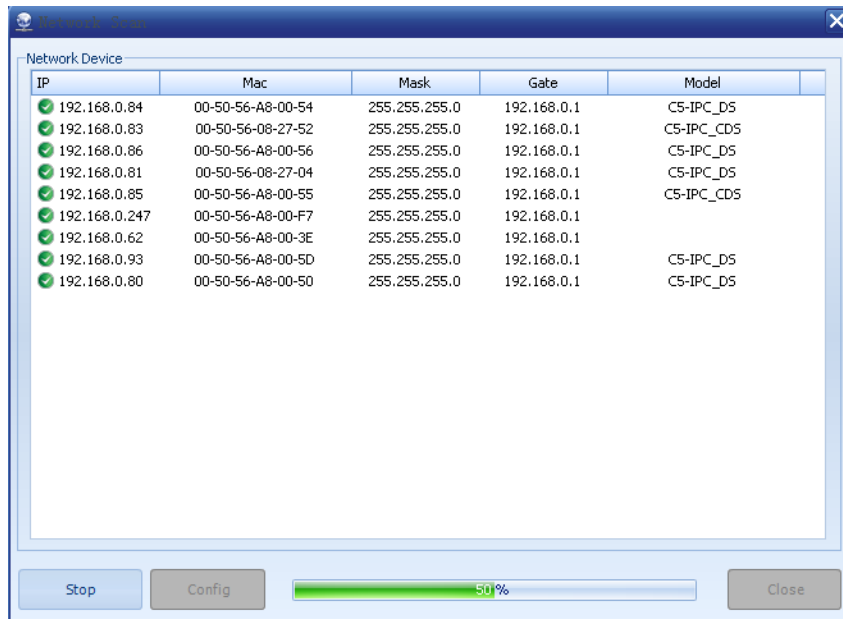 Network Scan
Network Device
IP Mac Mask Gate Model
192.168.0.84 00-50-56-A8-00-54 255.255.255.0 192.168.0.1 C5-IPC_DS
192.168.0.83 00-50-56-08-27-52 255.255.255.0 192.168.0.1 C5-IPC_CDS
192.168.0.86 00-50-56-A8-00-56 255.255.255.0 192.168.0.1 C5-IPC_DS
192.168.0.81 00-50-56-08-27-04 255.255.255.0 192.168.0.1 C5-IPC_DS
192.168.0.85 00-50-56-A8-00-55 255.255.255.0 192.168.0.1 C5-IPC_CDS
192.168.0.247 00-50-56-A8-00-F7 255.255.255.0 192.168.0.1
192.168.0.62 00-50-56-A8-00-3E 255.255.255.0 192.168.0.1
192.168.0.93 00-50-56-A8-00-5D 255.255.255.0 192.168.0.1 C5-IPC_DS
192.168.0.80 00-50-56-A8-00-50 255.255.255.0 192.168.0.1 C5-IPC_DS
Stop Config 50% Close